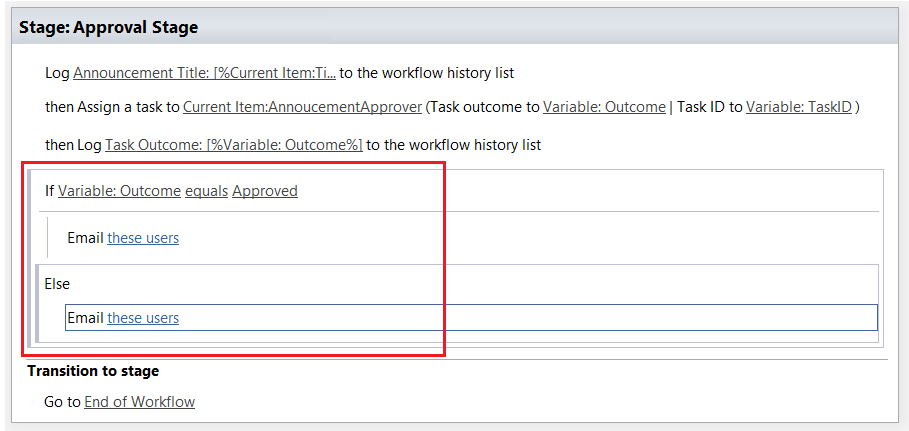 Stage: Approval Stage
Log Announcement Title: [%Current Item:Ti... to the workflow history list
then Assign a task to Current Item:AnnoucementApprover (Task outcome to Variable: Outcome | Task ID to Variable: TaskID )
then Log Task Outcome: [%Variable: Outcome%] to the workflow history list
If Variable: Outcome equals Approved
Email these users
Else
Email these users
Transition to stage
Go to End of Workflow